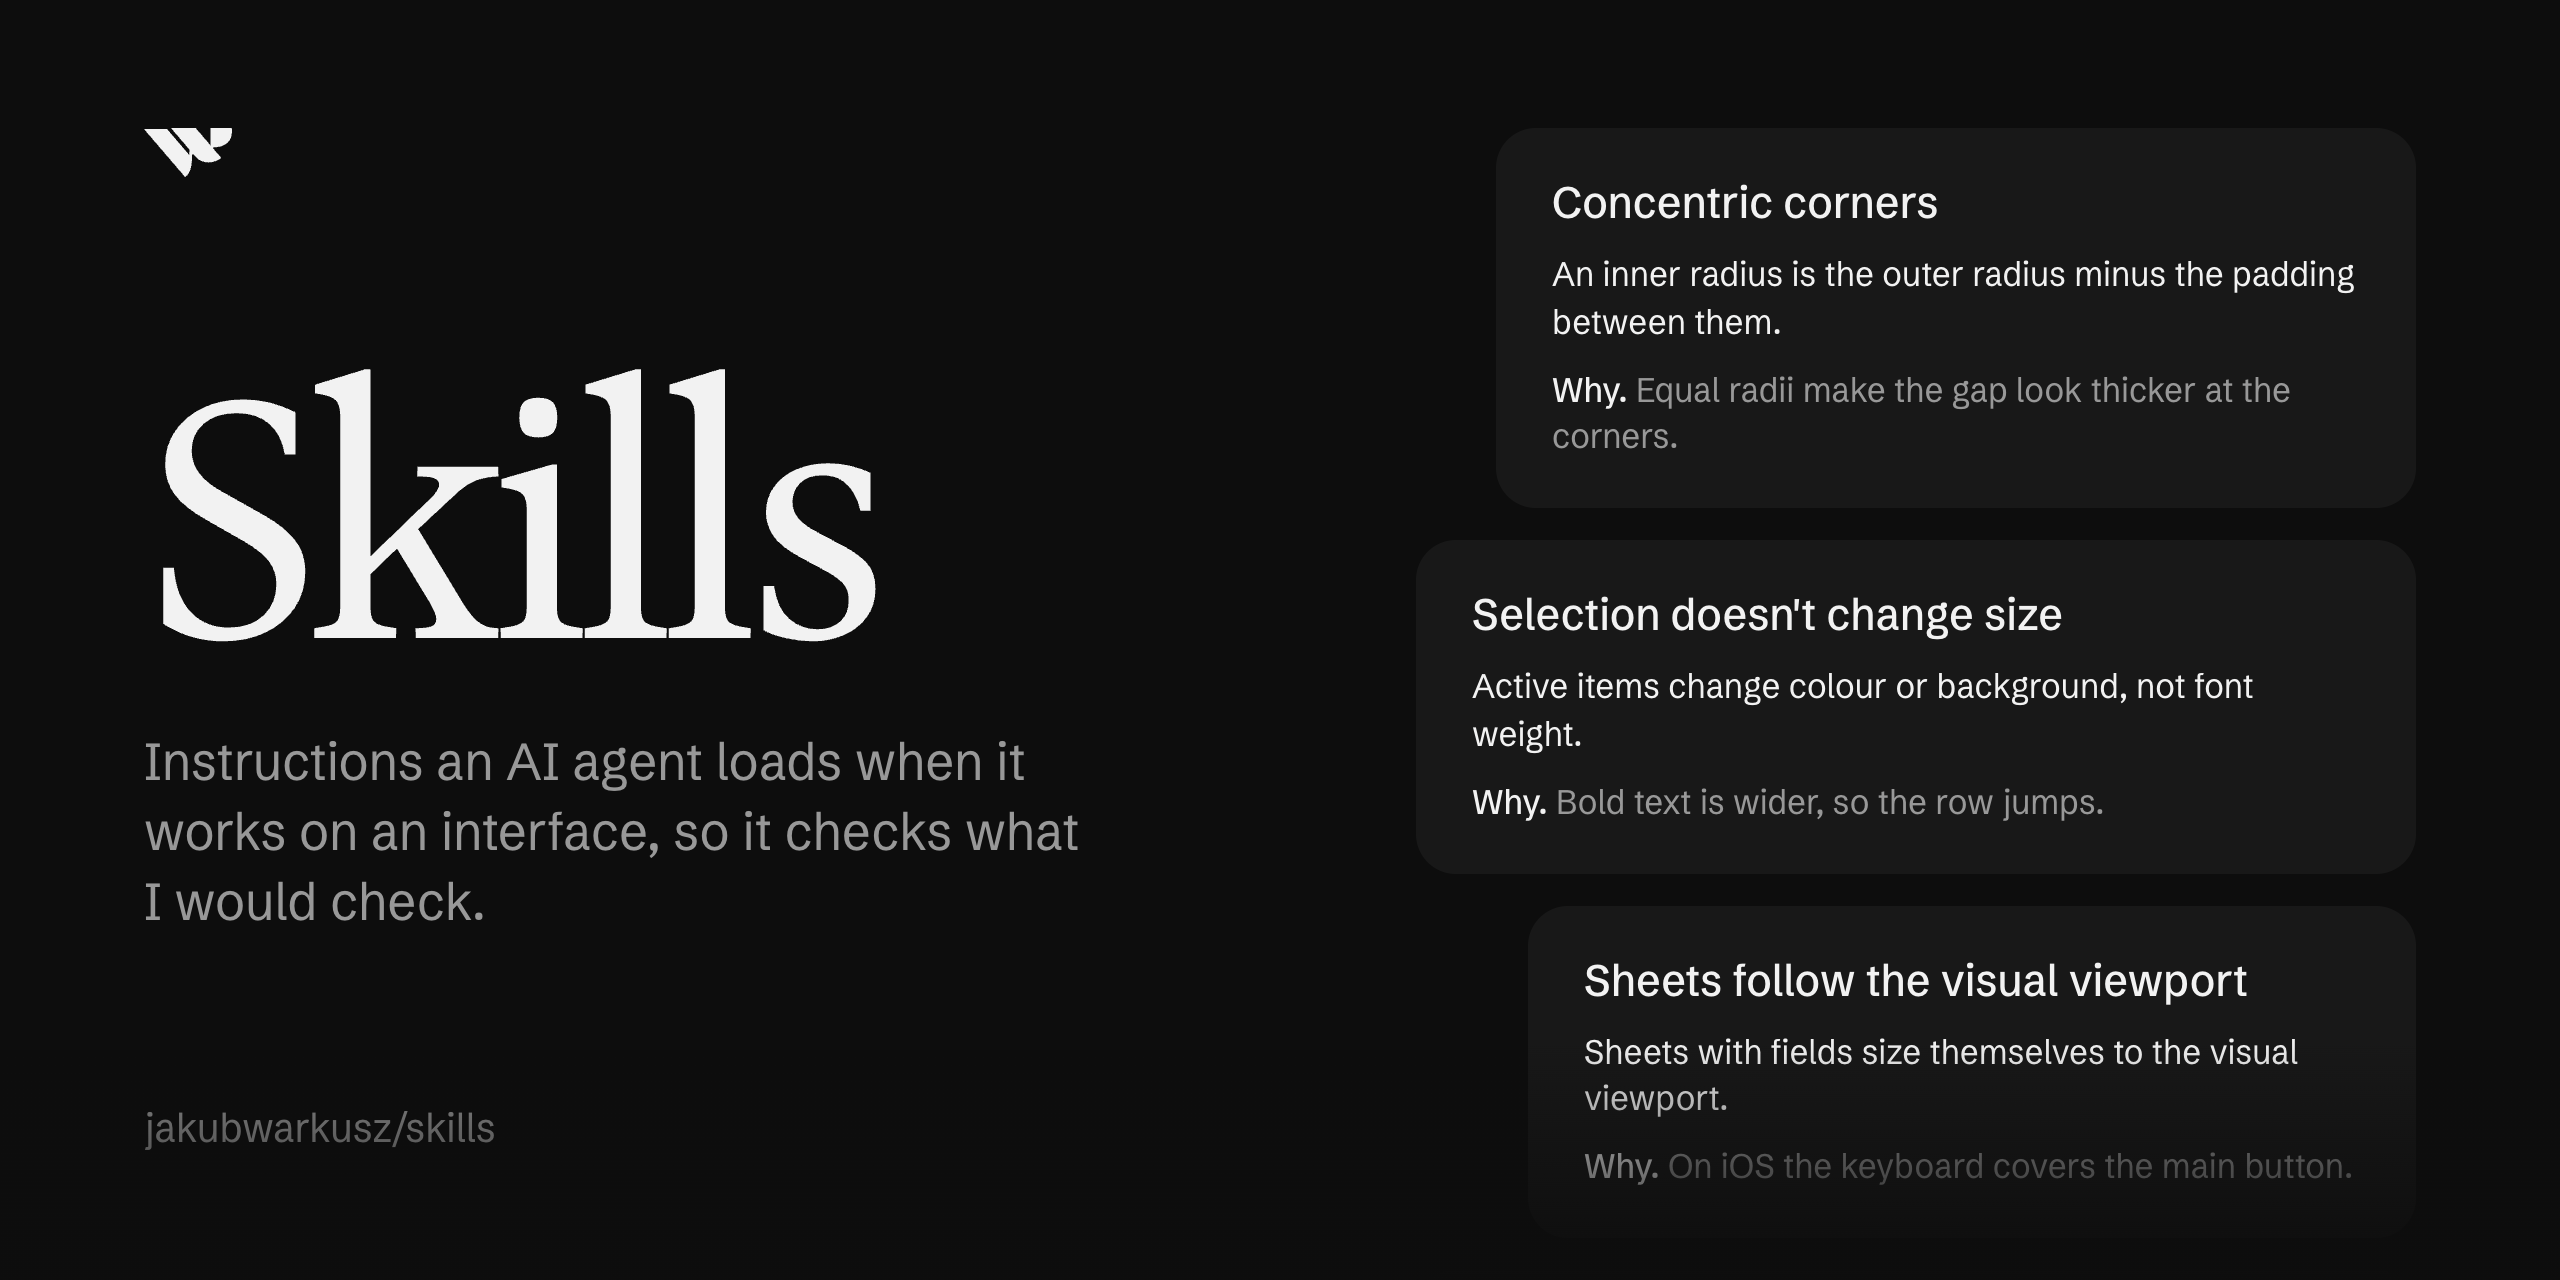 Skills
Instructions an AI agent loads when it
works on an interface, so it checks what
I would check.
jakubwarkusz/skills
Concentric corners
An inner radius is the outer radius minus the padding
between them.
Why. Equal radii make the gap look thicker at the
corners.
Selection doesn't change size
Active items change colour or background, not font
weight.
Why. Bold text is wider, so the row jumps.
Sheets follow the visual viewport
Sheets with fields size themselves to the visual
viewport.
Why. On iOS the keyboard covers the main button.